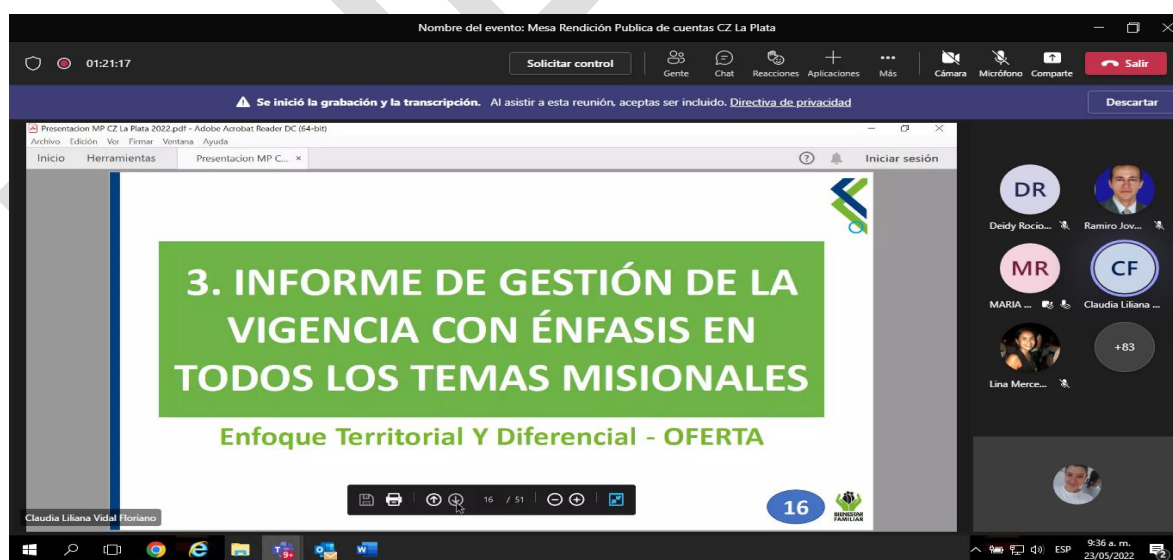 Nombre del evento: Mesa Rendición Publica de cuentas CZ La Plata
01:21:17
Solicitar control
Gente
Chat
Reacciones
Aplicaciones
Más
Cámara
Micrófono
Comparte
Salir
Se inició la grabación y la transcripción. Al asistir a esta reunión, aceptas ser incluido. Directiva de privacidad
Descartar
Presentacion MP CZ La Plata 2022.pdf - Adobe Acrobat Reader DC (64-bit)
Archivo Edición Ver Firmar Ventana Ayuda
Inicio Herramientas Presentacion MP C... ×
Iniciar sesión
3. INFORME DE GESTIÓN DE LA
VIGENCIA CON ÉNFASIS EN
TODOS LOS TEMAS MISIONALES
Enfoque Territorial Y Diferencial - OFERTA
16 / 51
16
BIENESTAR
FAMILIAR
Claudia Liliana Vidal Floriano
DR
Deidy Rocio...
Ramiro Jov...
MR
MARIA ...
CF
Claudia Liliana ...
Lina Merce...
+83
ESP
9:36 a. m.
23/05/2022